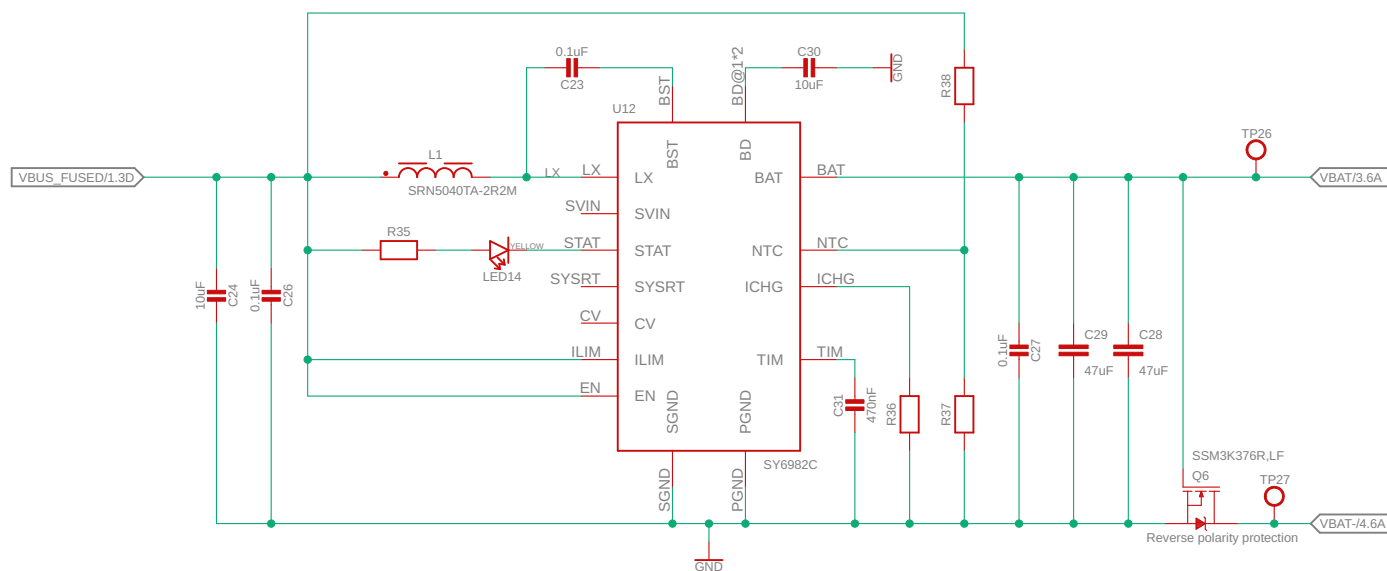 0.1uF
C23
BST
BD@1*2
C30
10uF
GND
R38
U12
TP26
L1
BST
BD
VBUS_FUSED/1.3D
LX
LX
LX
BAT
BAT
VBAT/3.6A
SRN5040TA-2R2M
SVIN
SVIN
R35
YELLOW
STAT
STAT
NTC
NTC
LED14
SYSRT
SYSRT
ICHG
ICHG
10uF
C24
0.1uF
C26
CV
CV
0.1uF
C27
C29
47uF
C28
47uF
ILIM
ILIM
TIM
TIM
EN
EN
C31
470nF
R36
R37
SGND
PGND
SY6982C
SGND
PGND
SSM3K376R,LF
Q6
TP27
VBAT-/4.6A
Reverse polarity protection
GND